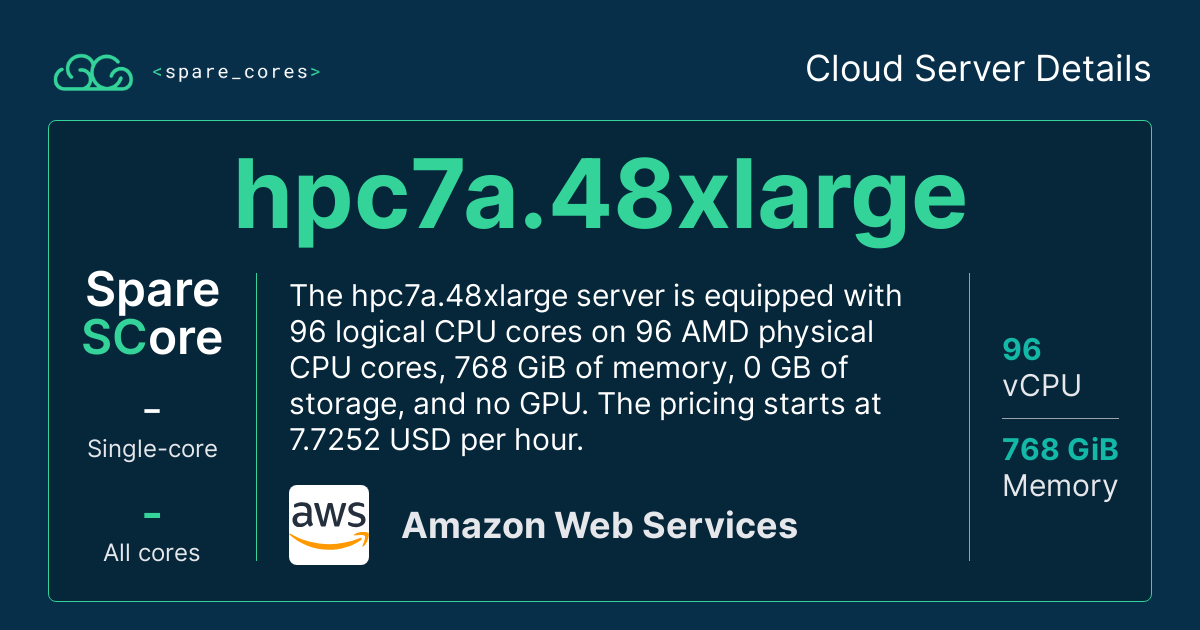 <spare_cores>
Cloud Server Details
hpc7a.48xlarge
Spare
SCore
-
Single-core
-
All cores
The hpc7a.48xlarge server is equipped with
96 logical CPU cores on 96 AMD physical
CPU cores, 768 GiB of memory, 0 GB of
storage, and no GPU. The pricing starts at
7.7252 USD per hour.
aws
Amazon Web Services
96
vCPU
768 GiB
Memory